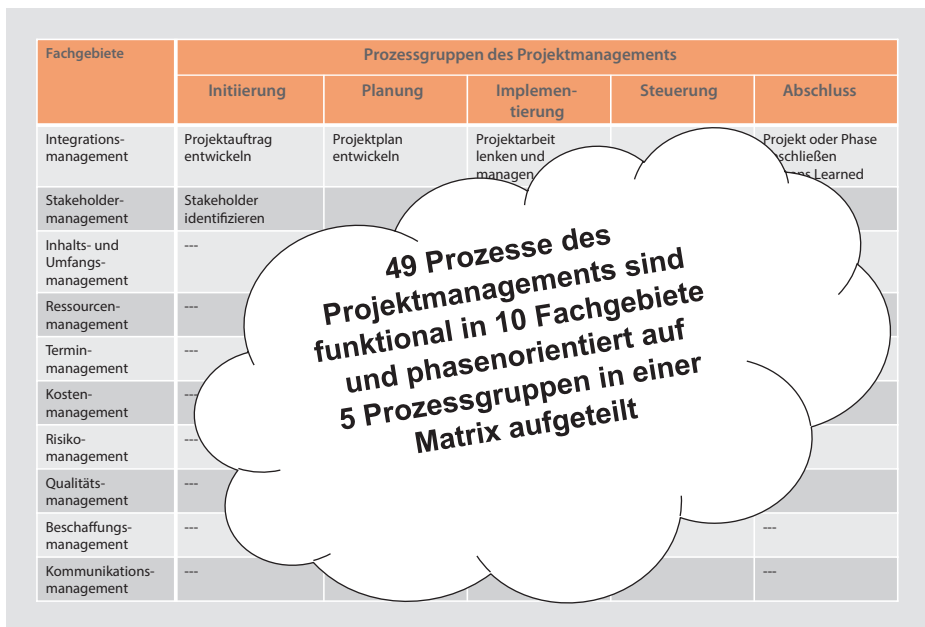 Fachgebiete
Prozessgruppen des Projektmanagements
Initiierung
Planung
Implemen-
tierung
Steuerung
Abschluss
Integrations-
management
Projektauftrag
entwickeln
Projektplan
entwickeln
Projektarbeit
lenken und
managen
Projekt oder Phase
Learned
Stakeholder-
management
Stakeholder
identifizieren
Inhalts- und
Umfangs-
management
---
Ressourcen-
management
---
Termin-
management
---
Kosten-
management
Risiko-
management
---
Qualitäts-
management
---
Beschaffungs-
management
---
---
Kommunikations-
management
---
---
49 Prozesse des
Projektmanagements sind
funktional in 10 Fachgebiete
und phasenorientiert auf
5 Prozessgruppen in einer
Matrix aufgeteilt